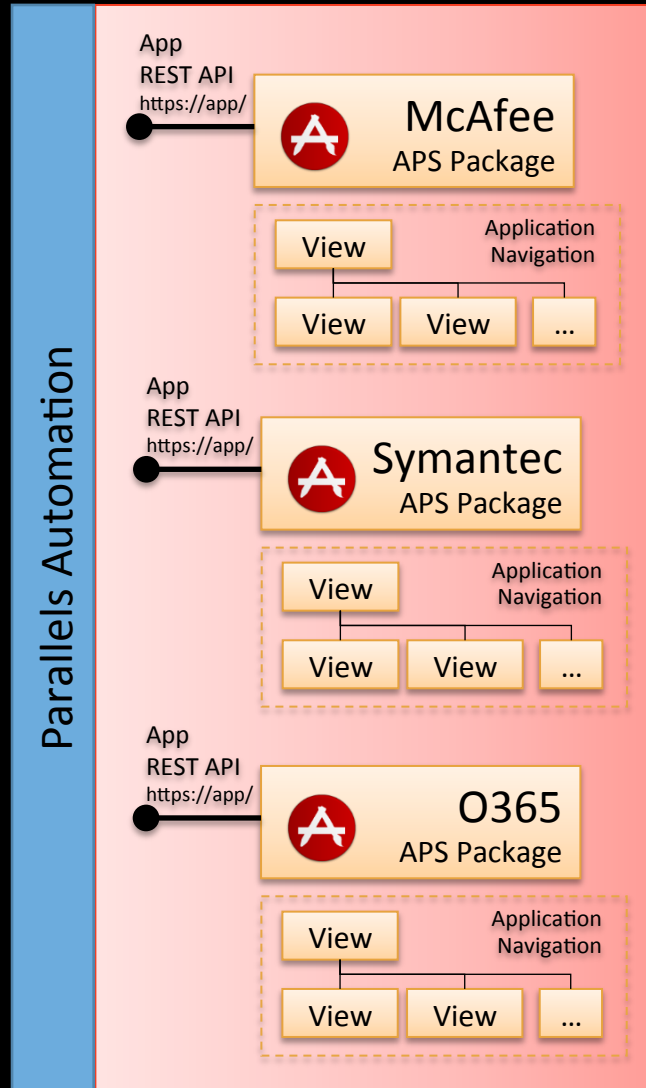 Parallels Automation
App
REST API
https://app/
McAfee
APS Package
Application
Navigation
View
View
View
...
App
REST API
https://app/
Symantec
APS Package
Application
Navigation
View
View
View
...
App
REST API
https://app/
O365
APS Package
Application
Navigation
View
View
View
...